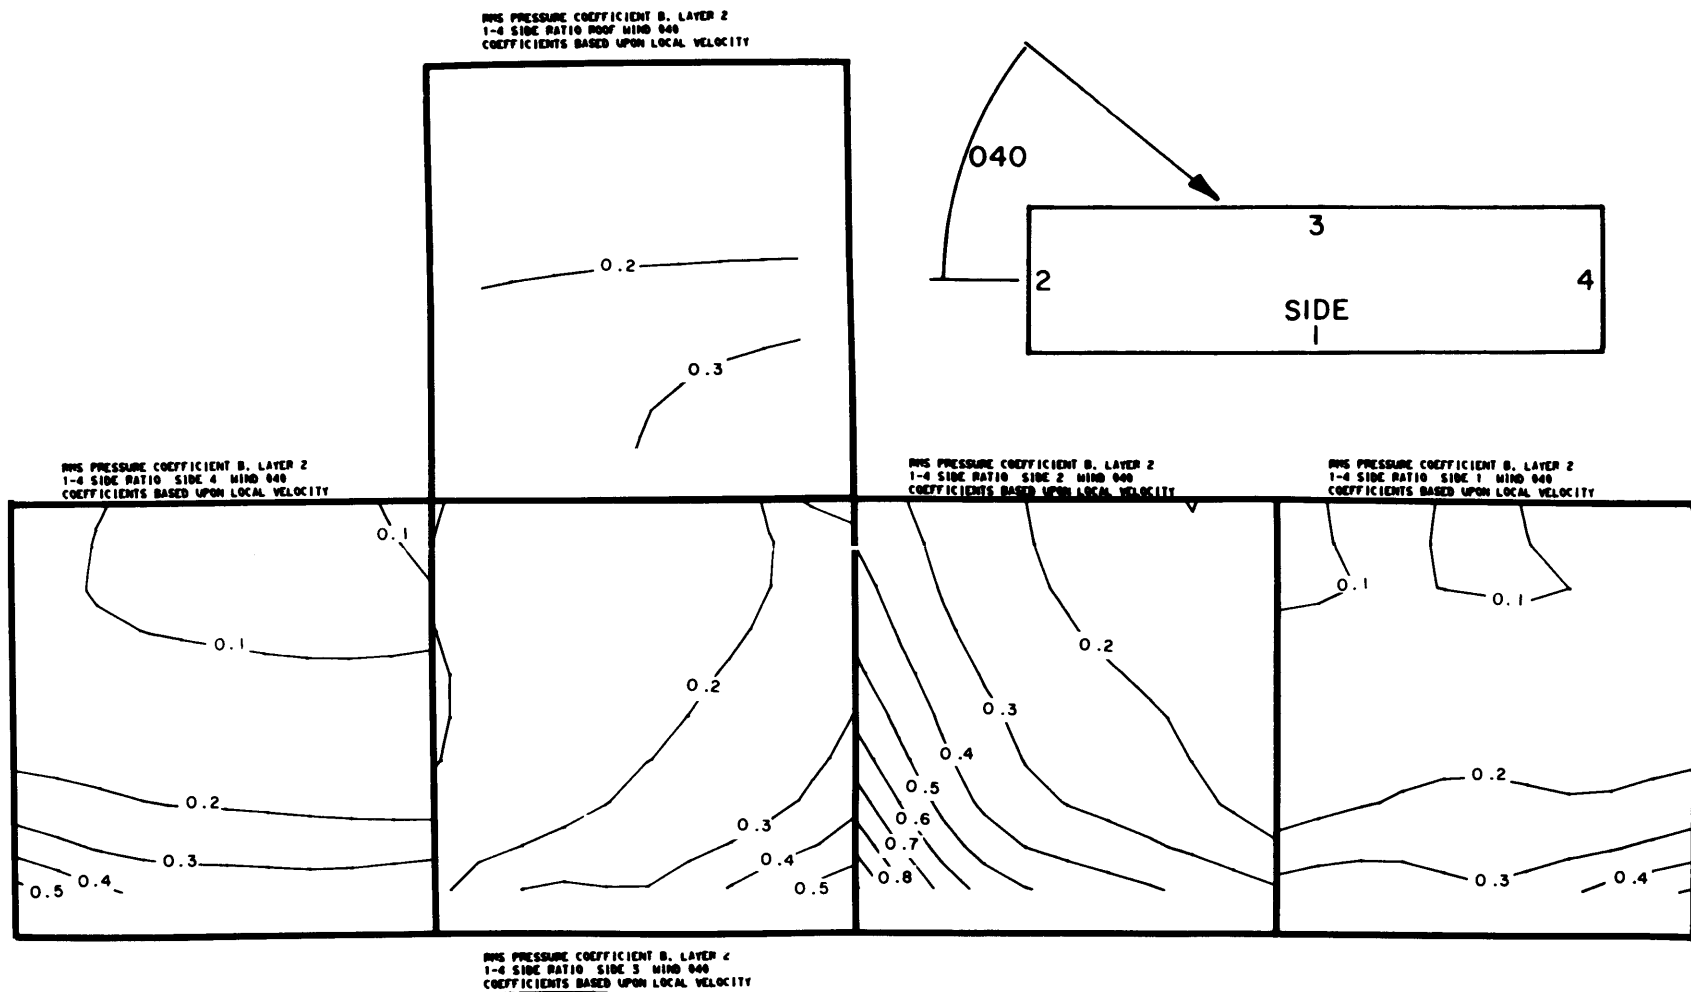 RMS PRESSURE COEFFICIENT B. LAYER 2
1-4 SIDE RATIO ROOF WIND 040
COEFFICIENTS BASED UPON LOCAL VELOCITY
040
3
2
4
SIDE
1
0.2
0.3
RMS PRESSURE COEFFICIENT B. LAYER 2
1-4 SIDE RATIO SIDE 4 WIND 040
COEFFICIENTS BASED UPON LOCAL VELOCITY
RMS PRESSURE COEFFICIENT B. LAYER 2
1-4 SIDE RATIO SIDE 2 WIND 040
COEFFICIENTS BASED UPON LOCAL VELOCITY
RMS PRESSURE COEFFICIENT B. LAYER 2
1-4 SIDE RATIO SIDE 1 WIND 040
COEFFICIENTS BASED UPON LOCAL VELOCITY
0.1
0.1
0.2
0.3
0.4
0.5
0.2
0.3
0.4
0.5
0.2
0.3
0.4
0.5
0.6
0.7
0.8
0.1
0.1
0.2
0.3
0.4
RMS PRESSURE COEFFICIENT B. LAYER 2
1-4 SIDE RATIO SIDE 3 WIND 040
COEFFICIENTS BASED UPON LOCAL VELOCITY